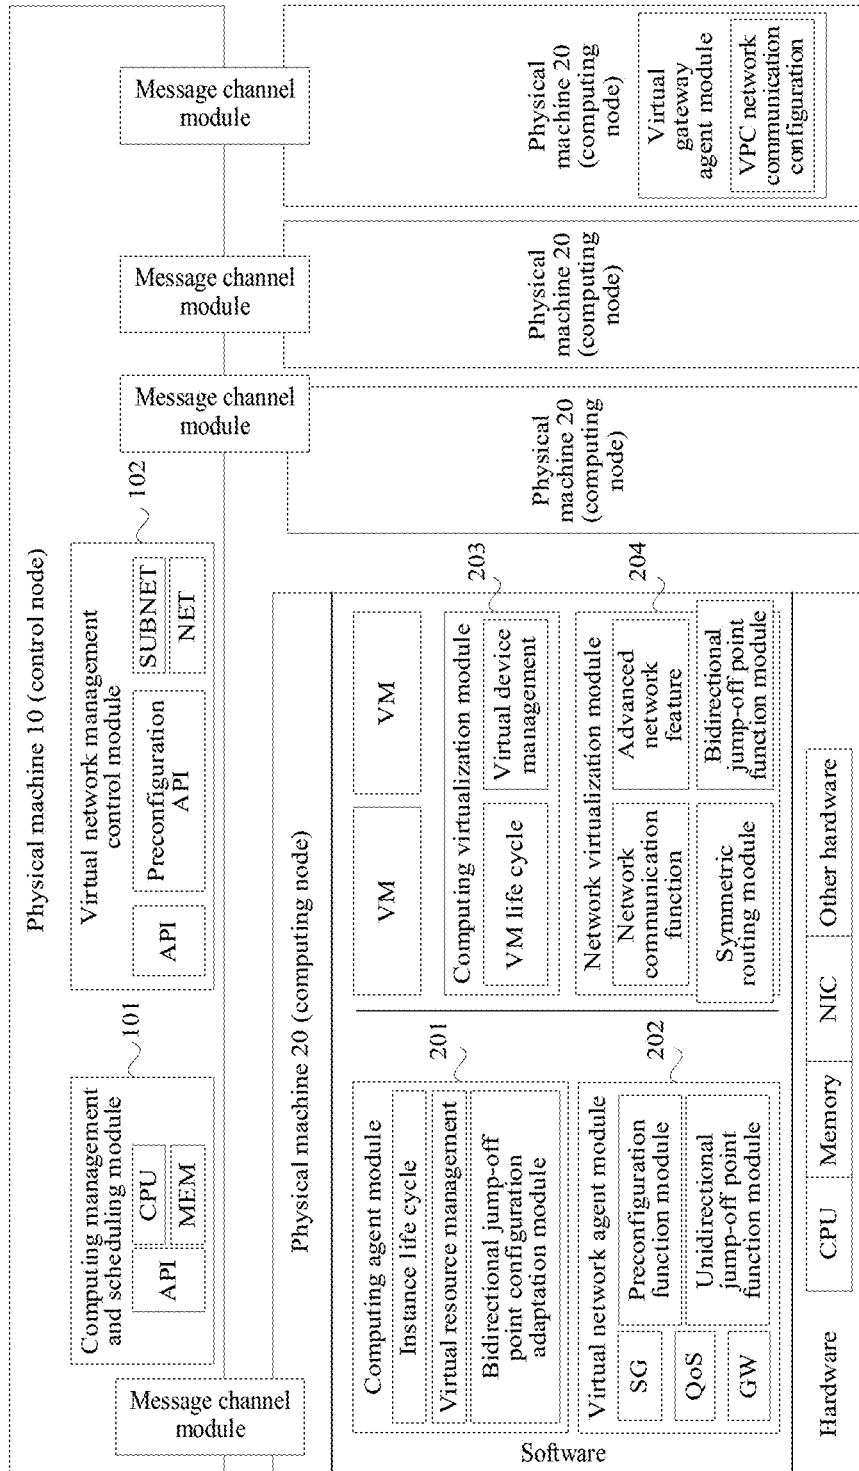 Physical machine 10 (control node)
Computing management
and scheduling module
API
CPU
MEM
101
Virtual network management
control module
API
Preconfiguration
API
SUBNET
NET
102
Message channel
module
Message channel
module
Message channel
module
Message channel
module
Physical machine 20 (computing node)
Software
Computing agent module
Instance life cycle
Virtual resource management
Bidirectional jump-off
point configuration
adaptation module
201
Virtual network agent module
SG
QoS
GW
Preconfiguration
function module
Unidirectional
jump-off point
function module
202
VM
VM
Computing virtualization module
VM life cycle
Virtual device
management
203
Network virtualization module
Network
communication
function
Advanced
network
feature
Symmetric
routing module
Bidirectional
jump-off point
function module
204
Hardware
CPU
Memory
NIC
Other hardware
Physical
machine 20
(computing
node)
Physical
machine 20
(computing
node)
Physical
machine 20
(computing
node)
Virtual
gateway
agent module
VPC network
communication
configuration